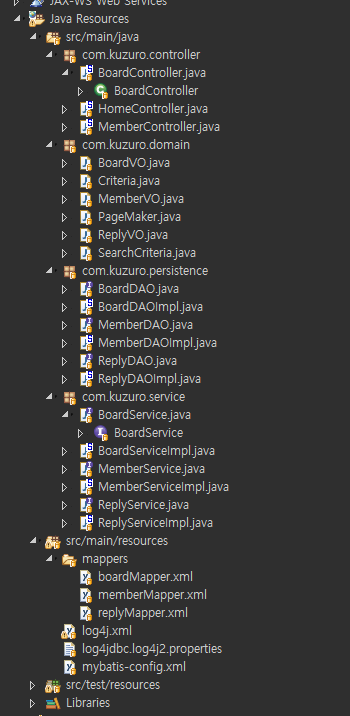 JAX-WS Web Services
Java Resources
src/main/java
com.kuzuro.controller
BoardController.java
BoardController
HomeController.java
MemberController.java
com.kuzuro.domain
BoardVO.java
Criteria.java
MemberVO.java
PageMaker.java
ReplyVO.java
SearchCriteria.java
com.kuzuro.persistence
BoardDAO.java
BoardDAOImpl.java
MemberDAO.java
MemberDAOImpl.java
ReplyDAO.java
ReplyDAOImpl.java
com.kuzuro.service
BoardService.java
BoardService
BoardServiceImpl.java
MemberService.java
MemberServiceImpl.java
ReplyService.java
ReplyServiceImpl.java
src/main/resources
mappers
boardMapper.xml
memberMapper.xml
replyMapper.xml
log4j.xml
log4jdbc.log4j2.properties
mybatis-config.xml
src/test/resources
Libraries